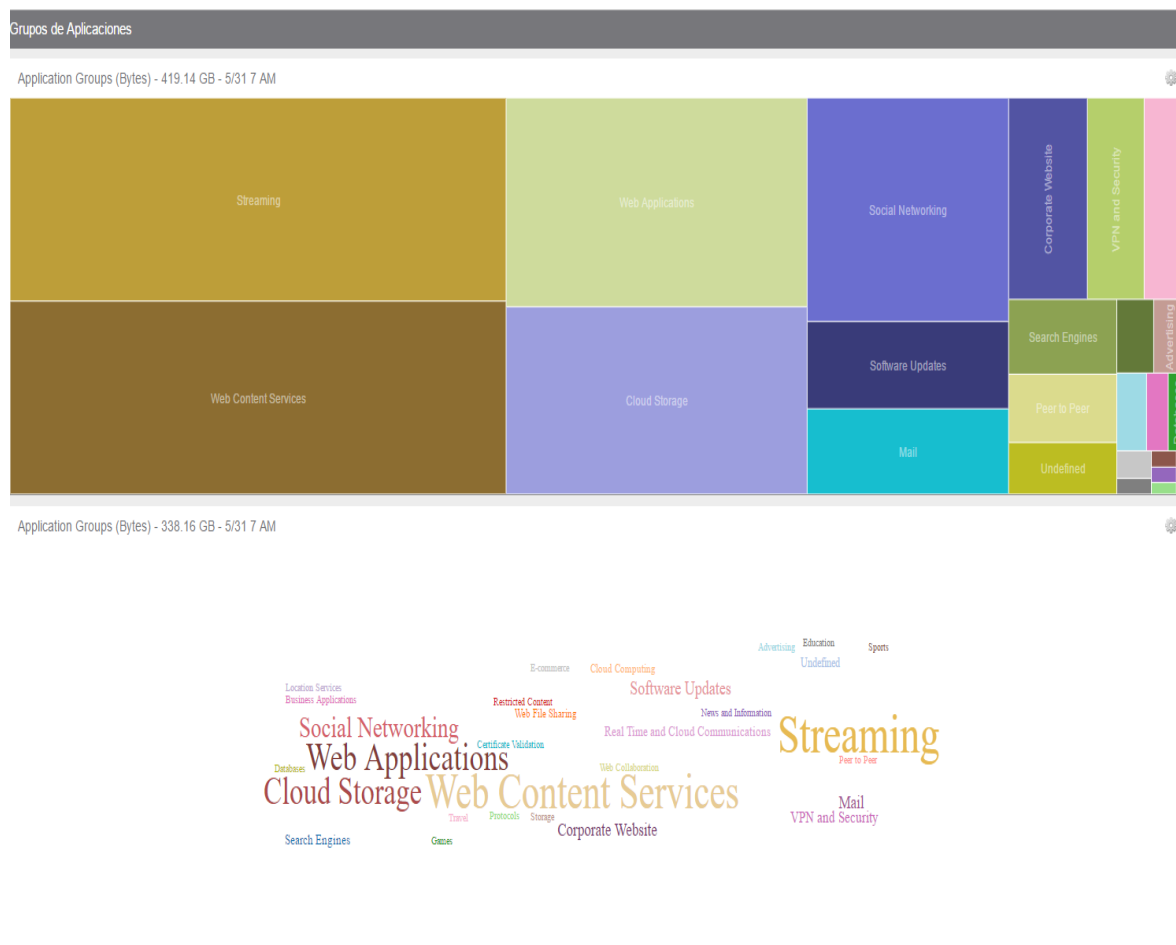 Grupos de Aplicaciones
Application Groups (Bytes) - 419.14 GB - 5/31 7 AM
Streaming
Web Applications
Social Networking
Corporate Website
VPN and Security
Search Engines
Advertising
Software Updates
Web Content Services
Cloud Storage
Peer to Peer
Mail
Undefined
Application Groups (Bytes) - 338.16 GB - 5/31 7 AM
Advertising
Education
Sports
Undefined
E-commerce
Cloud Computing
Location Services
Business Applications
Software Updates
Restricted Content
Web File Sharing
News and Information
Social Networking
Real Time and Cloud Communications
Streaming
Certificate Validation
Web Applications
Peer to Peer
Databases
Web Collaboration
Cloud Storage
Web Content Services
Mail
Travel
Protocols
Storage
VPN and Security
Corporate Website
Search Engines
Games